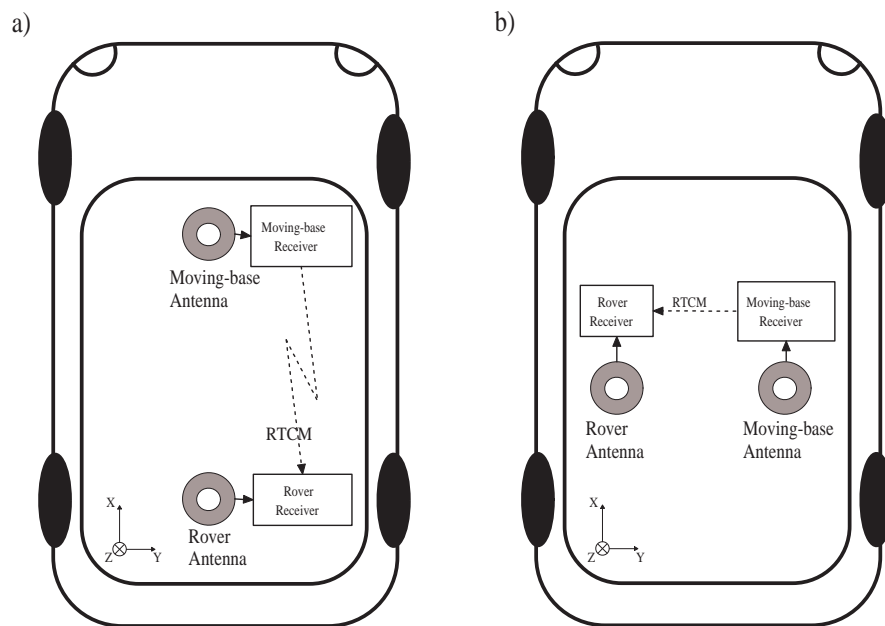 a)
Moving-base
Receiver
Moving-base
Antenna
RTCM
Rover
Receiver
Rover
Antenna
X
Z
Y
b)
Rover
Receiver
RTCM
Moving-base
Receiver
Rover
Antenna
Moving-base
Antenna
X
Z
Y